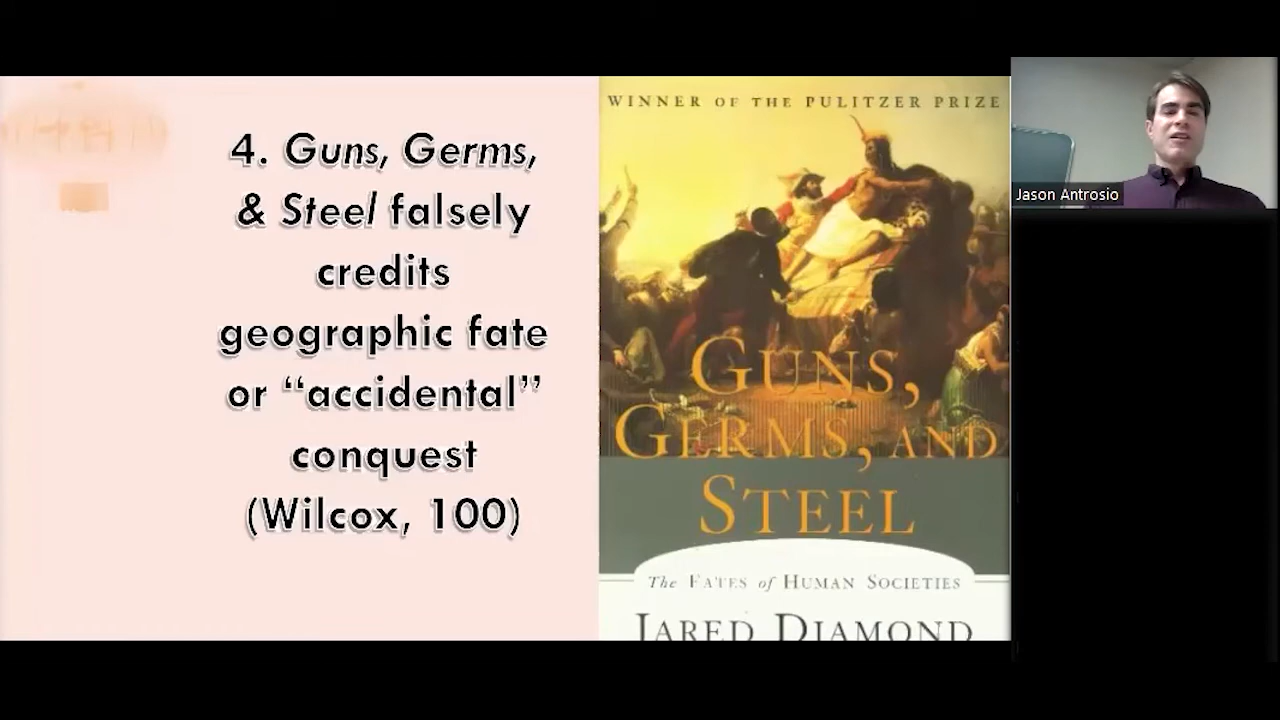 4. Guns, Germs,
& Steel falsely
credits
geographic fate
or “accidental”
conquest
(Wilcox, 100)
WINNER OF THE PULITZER PRIZE
GUNS,
GERMS, AND
STEEL
The FATES of HUMAN SOCIETIES
JARED DIAMOND
Jason Antrosio